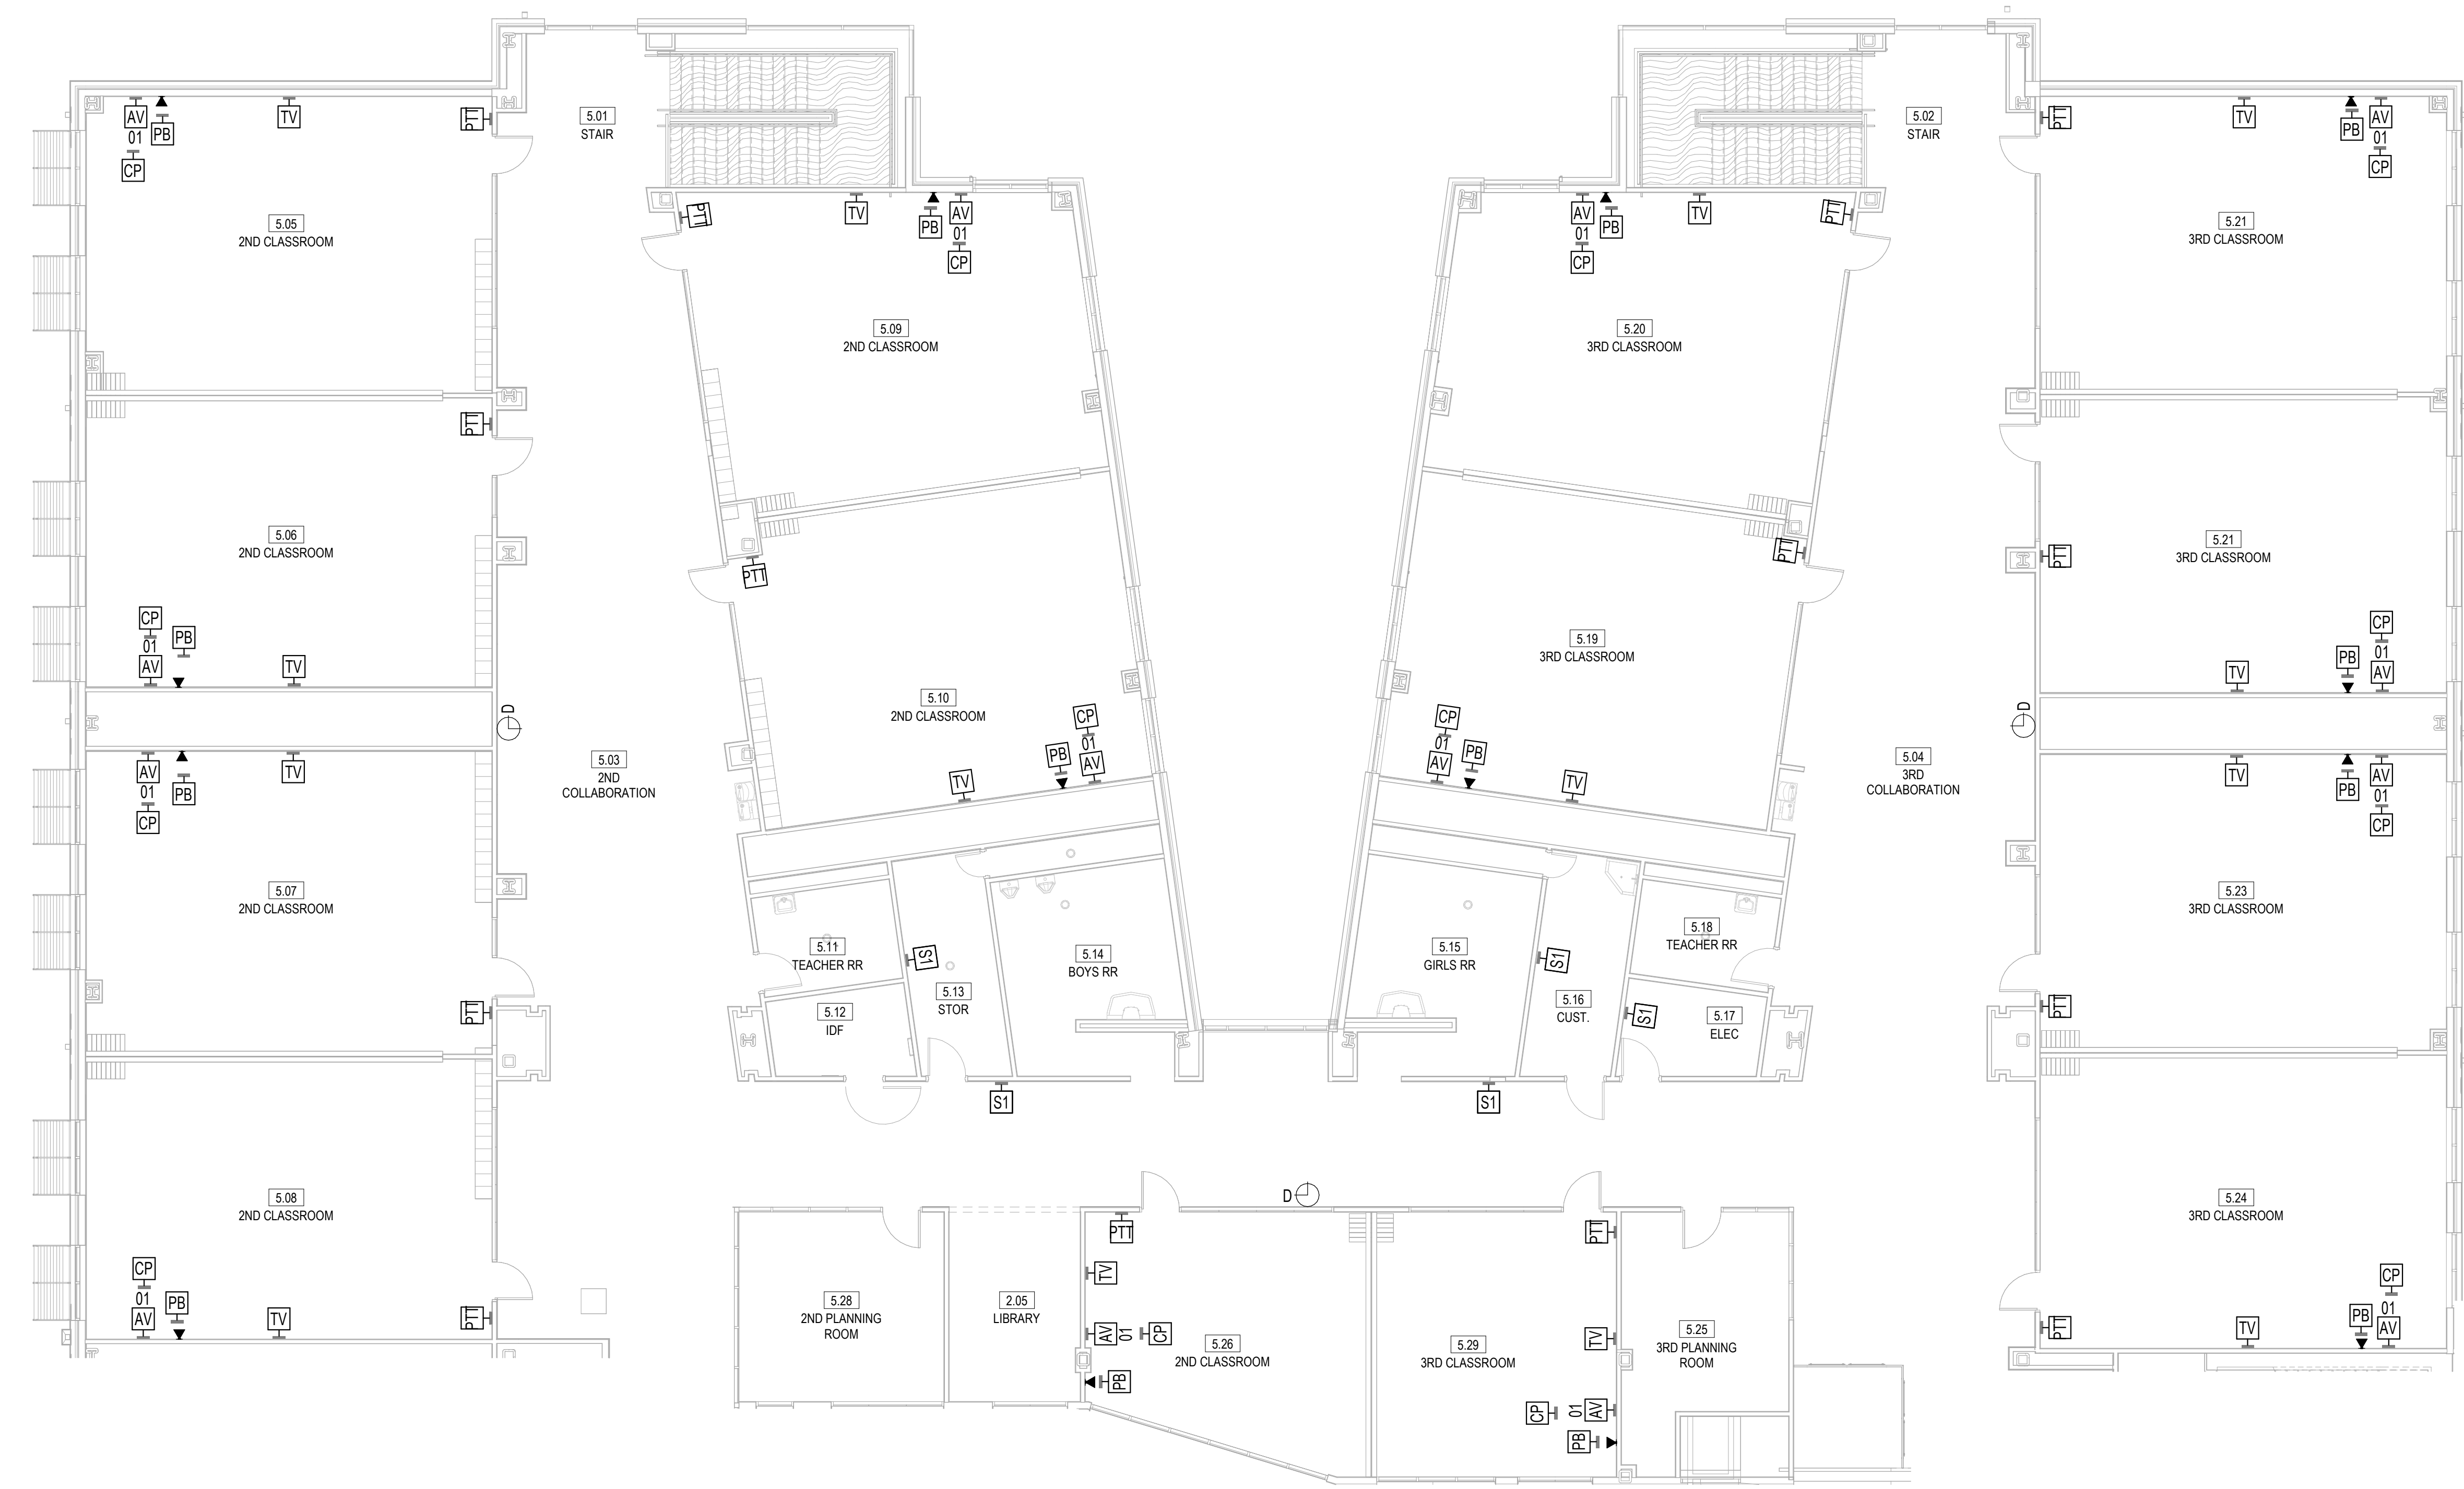 5.01
STAIR
5.02
STAIR
AV
01
CP
PB
TV
PTT
5.05
2ND CLASSROOM
PTT
TV
PB
AV
01
CP
5.09
2ND CLASSROOM
AV
01
CP
PB
TV
PTT
5.20
3RD CLASSROOM
PTT
TV
PB
AV
01
CP
5.21
3RD CLASSROOM
PTT
5.06
2ND CLASSROOM
CP
01
AV
PB
TV
PTT
5.10
2ND CLASSROOM
TV
PB
CP
01
AV
PTT
5.19
3RD CLASSROOM
CP
01
AV
PB
TV
PTT
5.21
3RD CLASSROOM
TV
PB
CP
01
AV
D
D
5.03
2ND
COLLABORATION
5.04
3RD
COLLABORATION
AV
01
CP
PB
TV
5.07
2ND CLASSROOM
PTT
5.11
TEACHER RR
5.12
IDF
S1
5.13
STOR
5.14
BOYS RR
S1
5.15
GIRLS RR
S1
5.16
CUST.
S1
5.18
TEACHER RR
S1
5.17
ELEC
S1
TV
PB
AV
01
CP
5.23
3RD CLASSROOM
PTT
5.08
2ND CLASSROOM
CP
01
AV
PB
TV
PTT
D
5.28
2ND PLANNING
ROOM
2.05
LIBRARY
PTT
TV
AV
01
CP
PB
5.26
2ND CLASSROOM
PTT
TV
5.29
3RD CLASSROOM
CP
01
AV
PB
5.25
3RD PLANNING
ROOM
5.24
3RD CLASSROOM
PTT
TV
PB
CP
01
AV